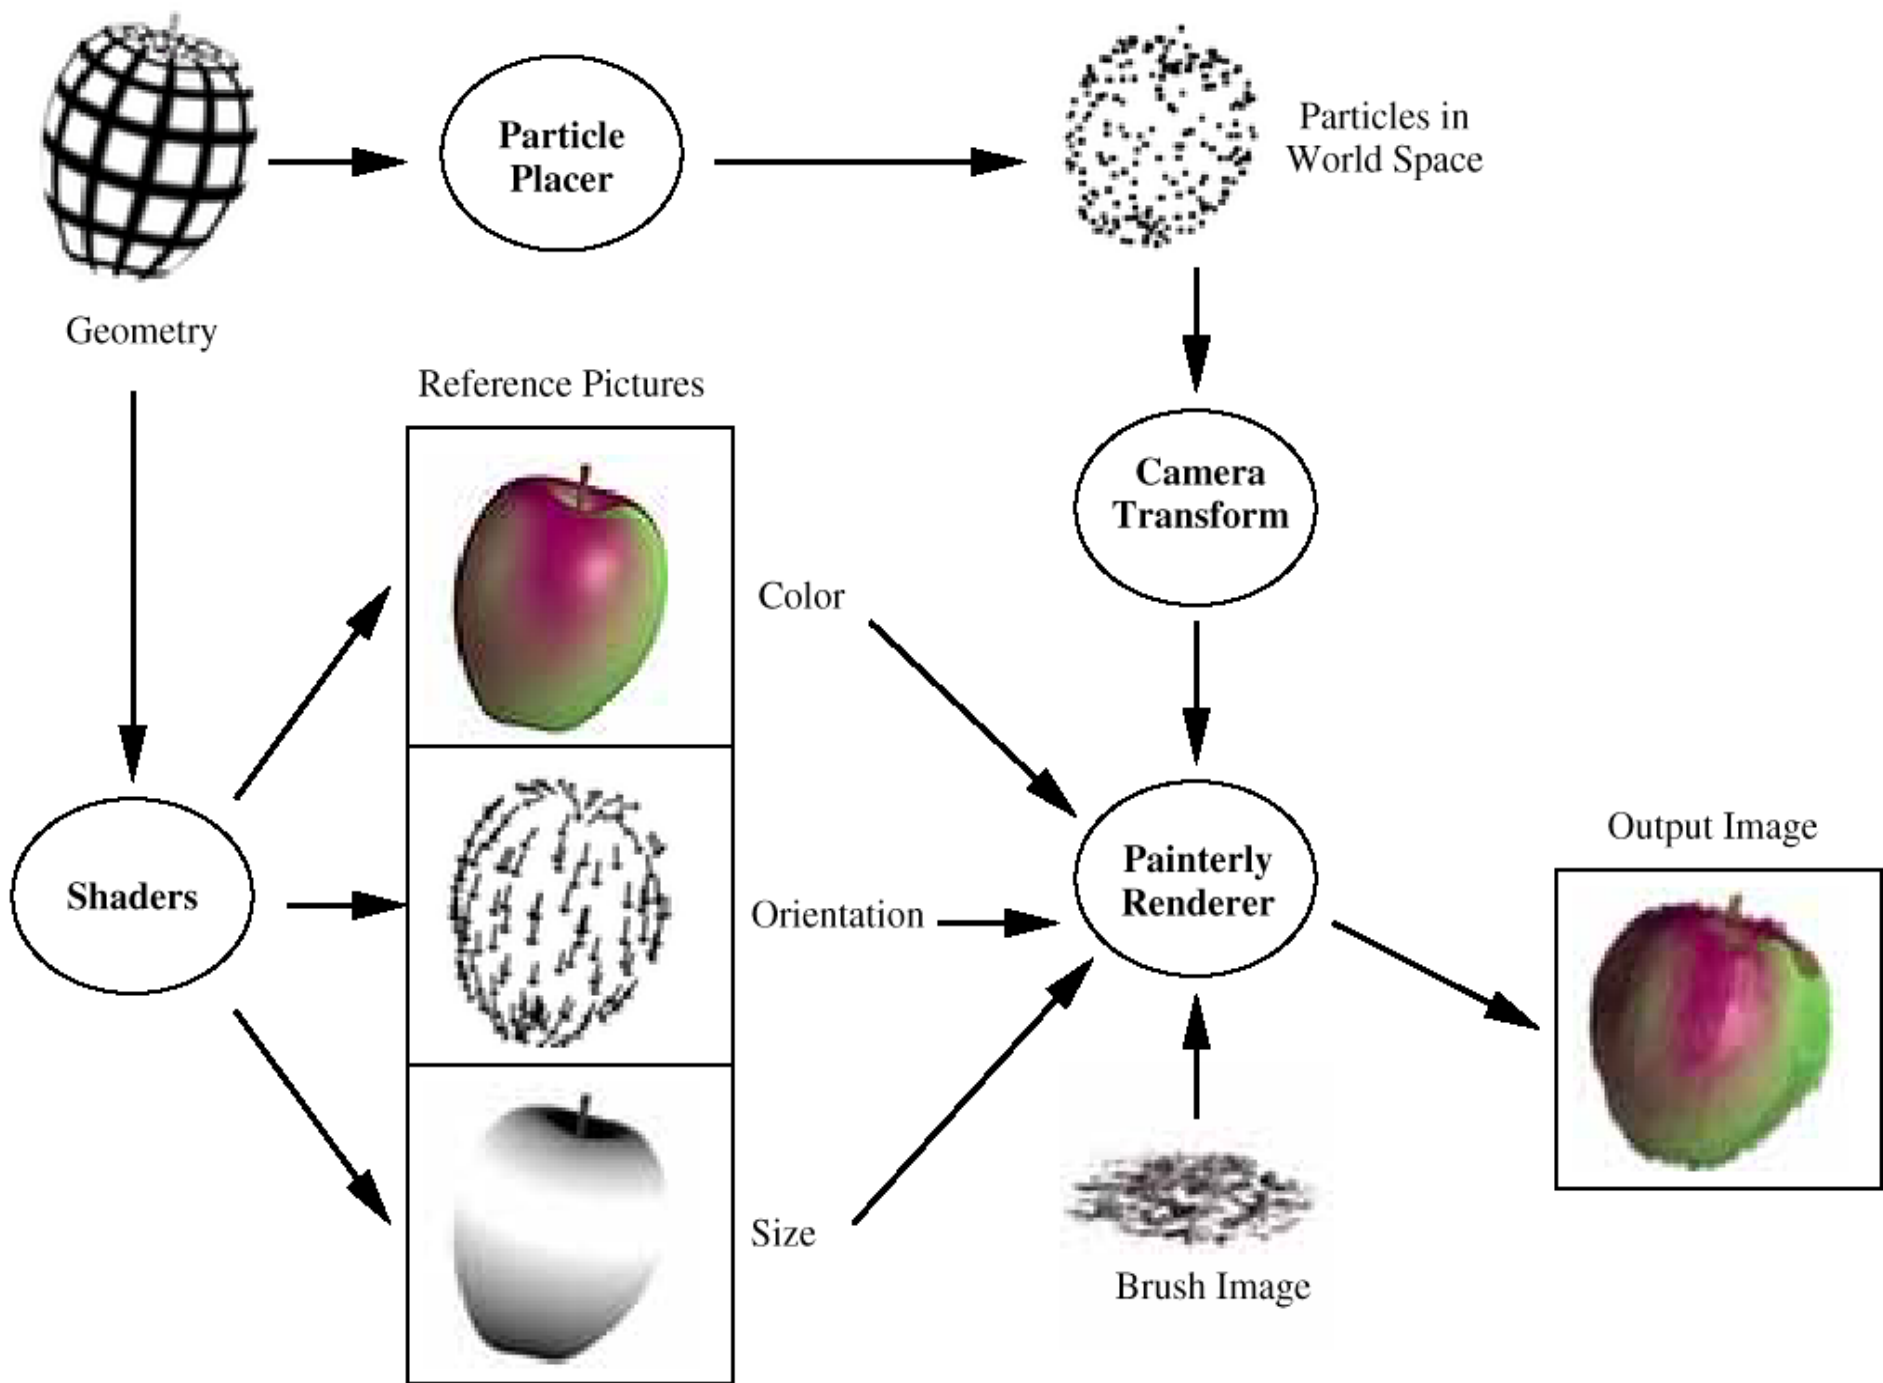 Particle
Placer
Particles in
World Space
Geometry
Reference Pictures
Camera
Transform
Color
Shaders
Orientation
Painterly
Renderer
Output Image
Size
Brush Image